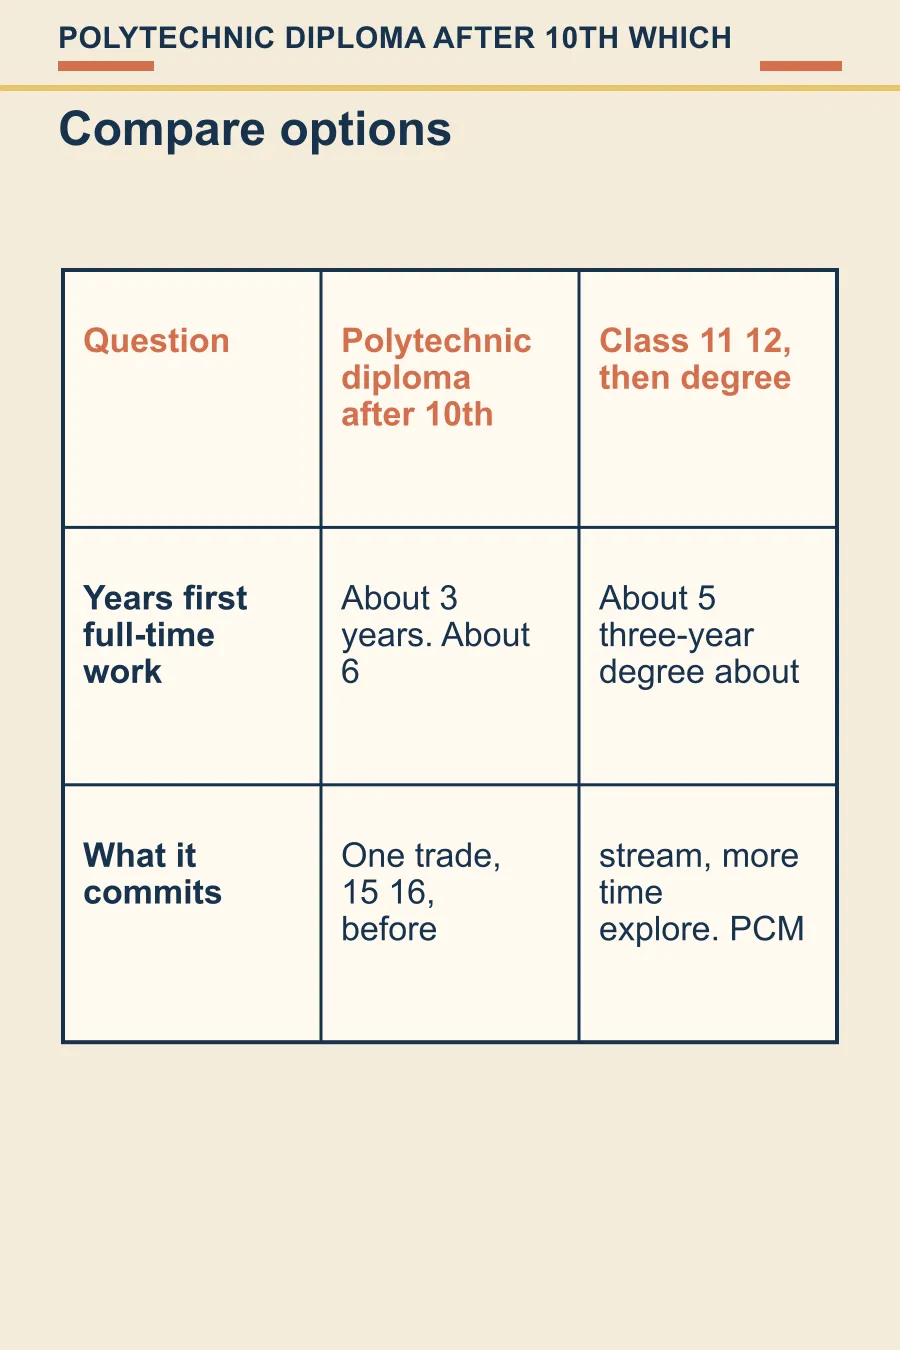 POLYTECHNIC DIPLOMA AFTER 10TH WHICH
Compare options
Question
Polytechnic
diploma
after 10th
Class 11 12,
then degree
Years first
full-time
work
About 3
years. About
6
About 5
three-year
degree about
What it
commits
One trade,
15 16,
before
stream, more
time
explore. PCM